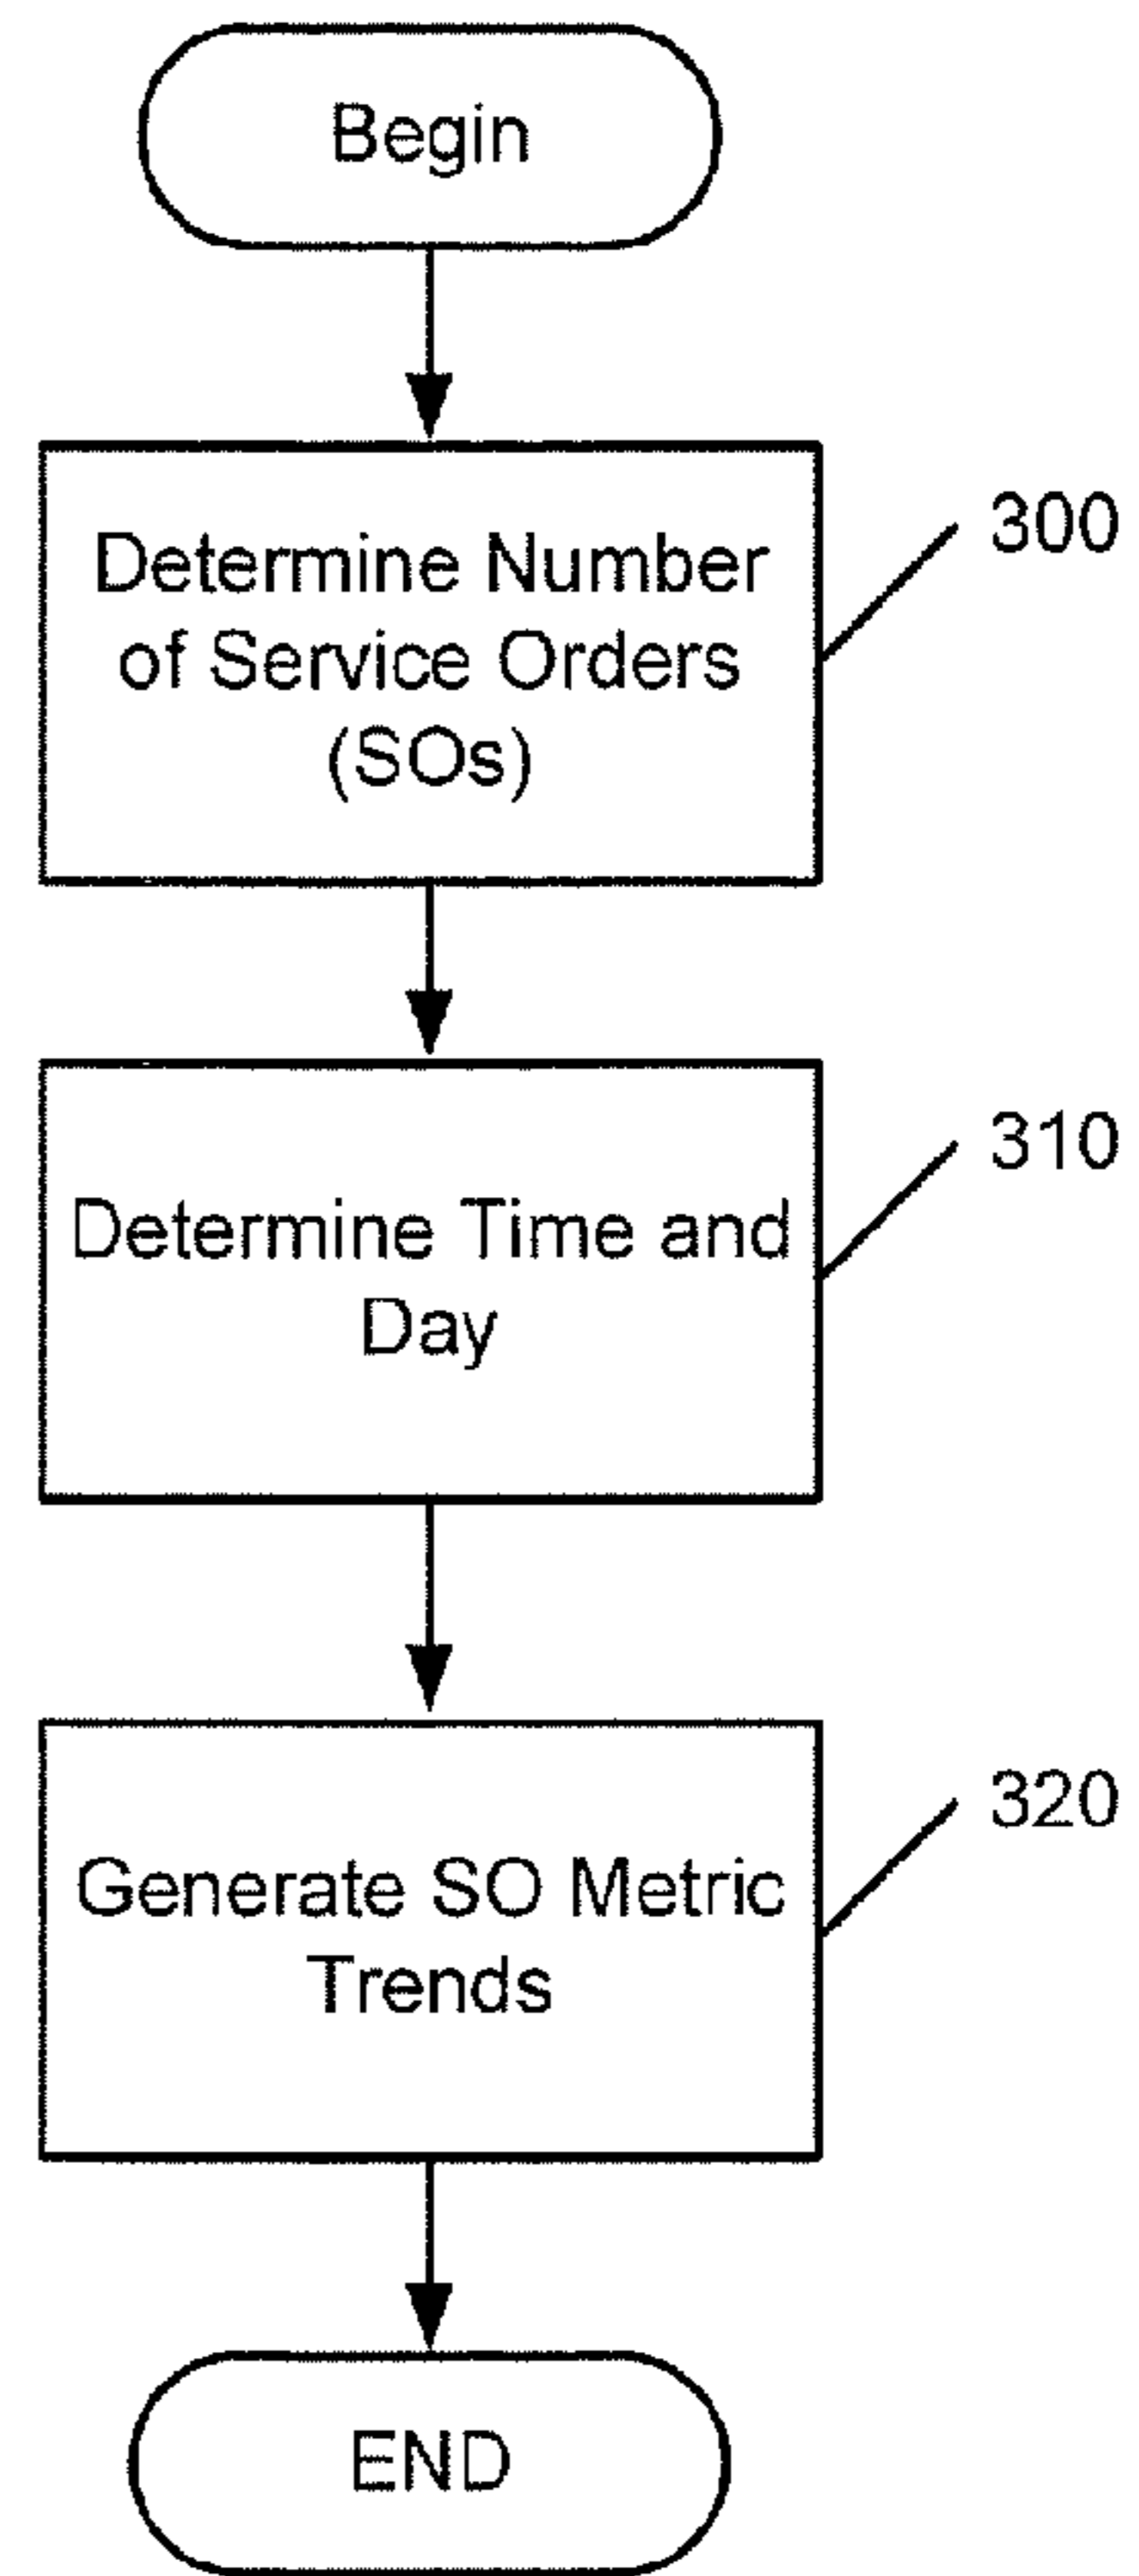 Begin
Determine Number
of Service Orders
(SOs)
300
Determine Time and
Day
310
Generate SO Metric
Trends
320
END